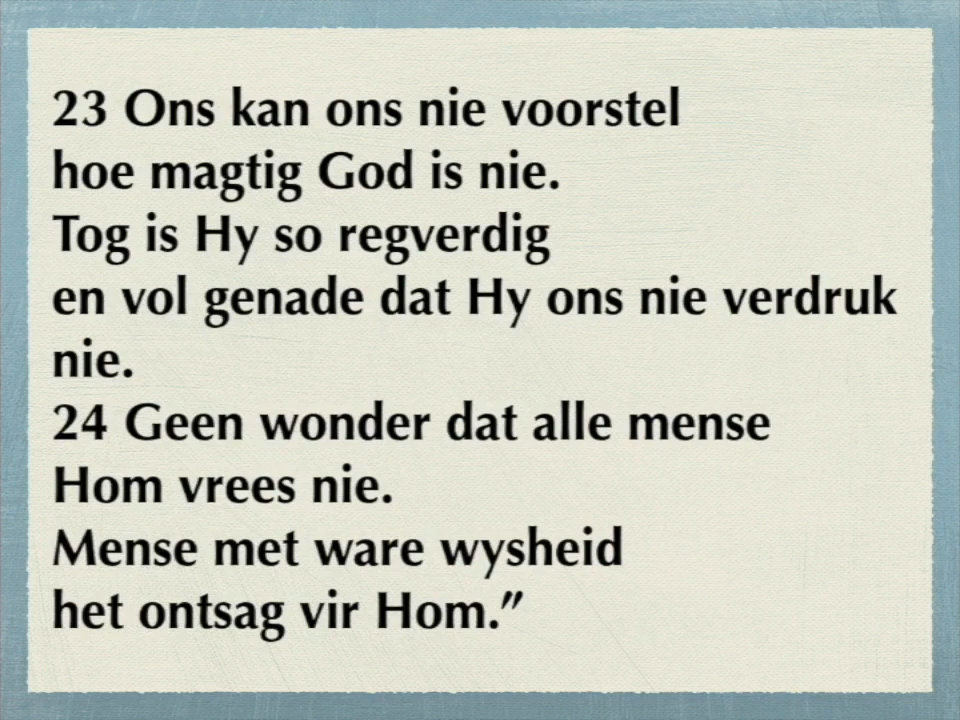 23 Ons kan ons nie voorstel
hoe magtig God is nie.
Tog is Hy so regverdig
en vol genade dat Hy ons nie verdruk
nie.
24 Geen wonder dat alle mense
Hom vrees nie.
Mense met ware wysheid
het ontsag vir Hom.”